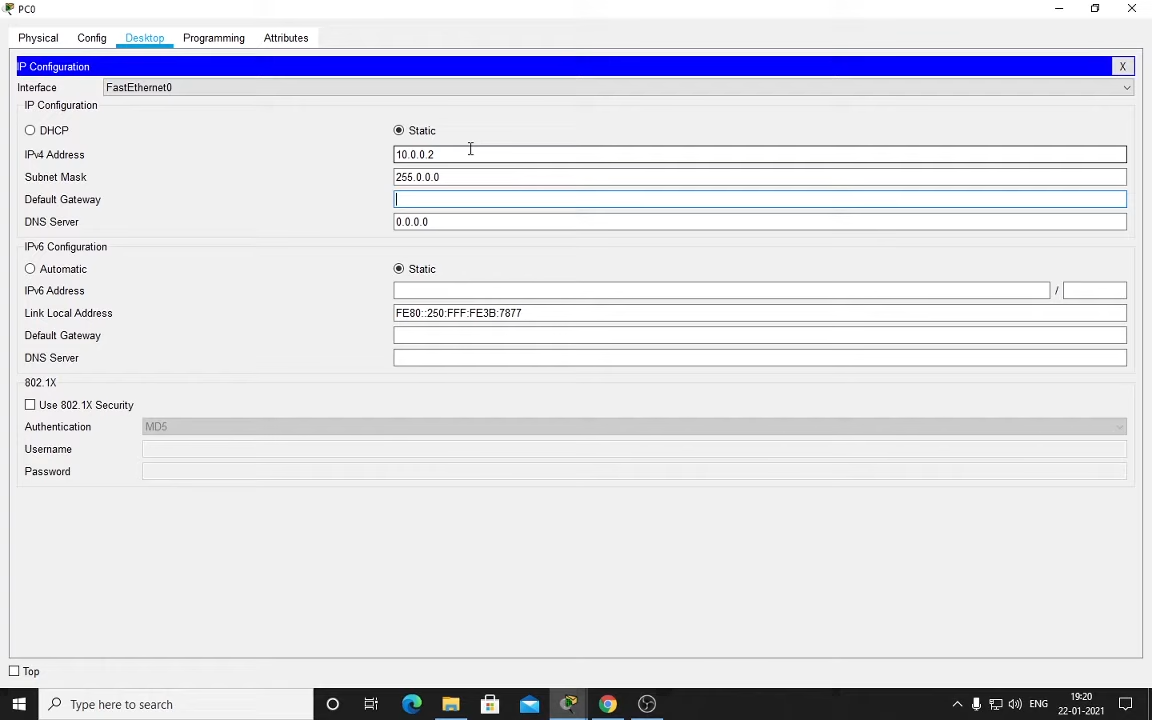 PC0
Physical Config Desktop Programming Attributes
IP Configuration X
Interface FastEthernet0
IP Configuration
DHCP Static
IPv4 Address 10.0.0.2
Subnet Mask 255.0.0.0
Default Gateway
DNS Server 0.0.0.0
IPv6 Configuration
Automatic Static
IPv6 Address /
Link Local Address FE80::250:FFF:FE3B:7877
Default Gateway
DNS Server
802.1X
Use 802.1X Security
Authentication MD5
Username
Password
Top
Type here to search
ENG
19:20
22-01-2021